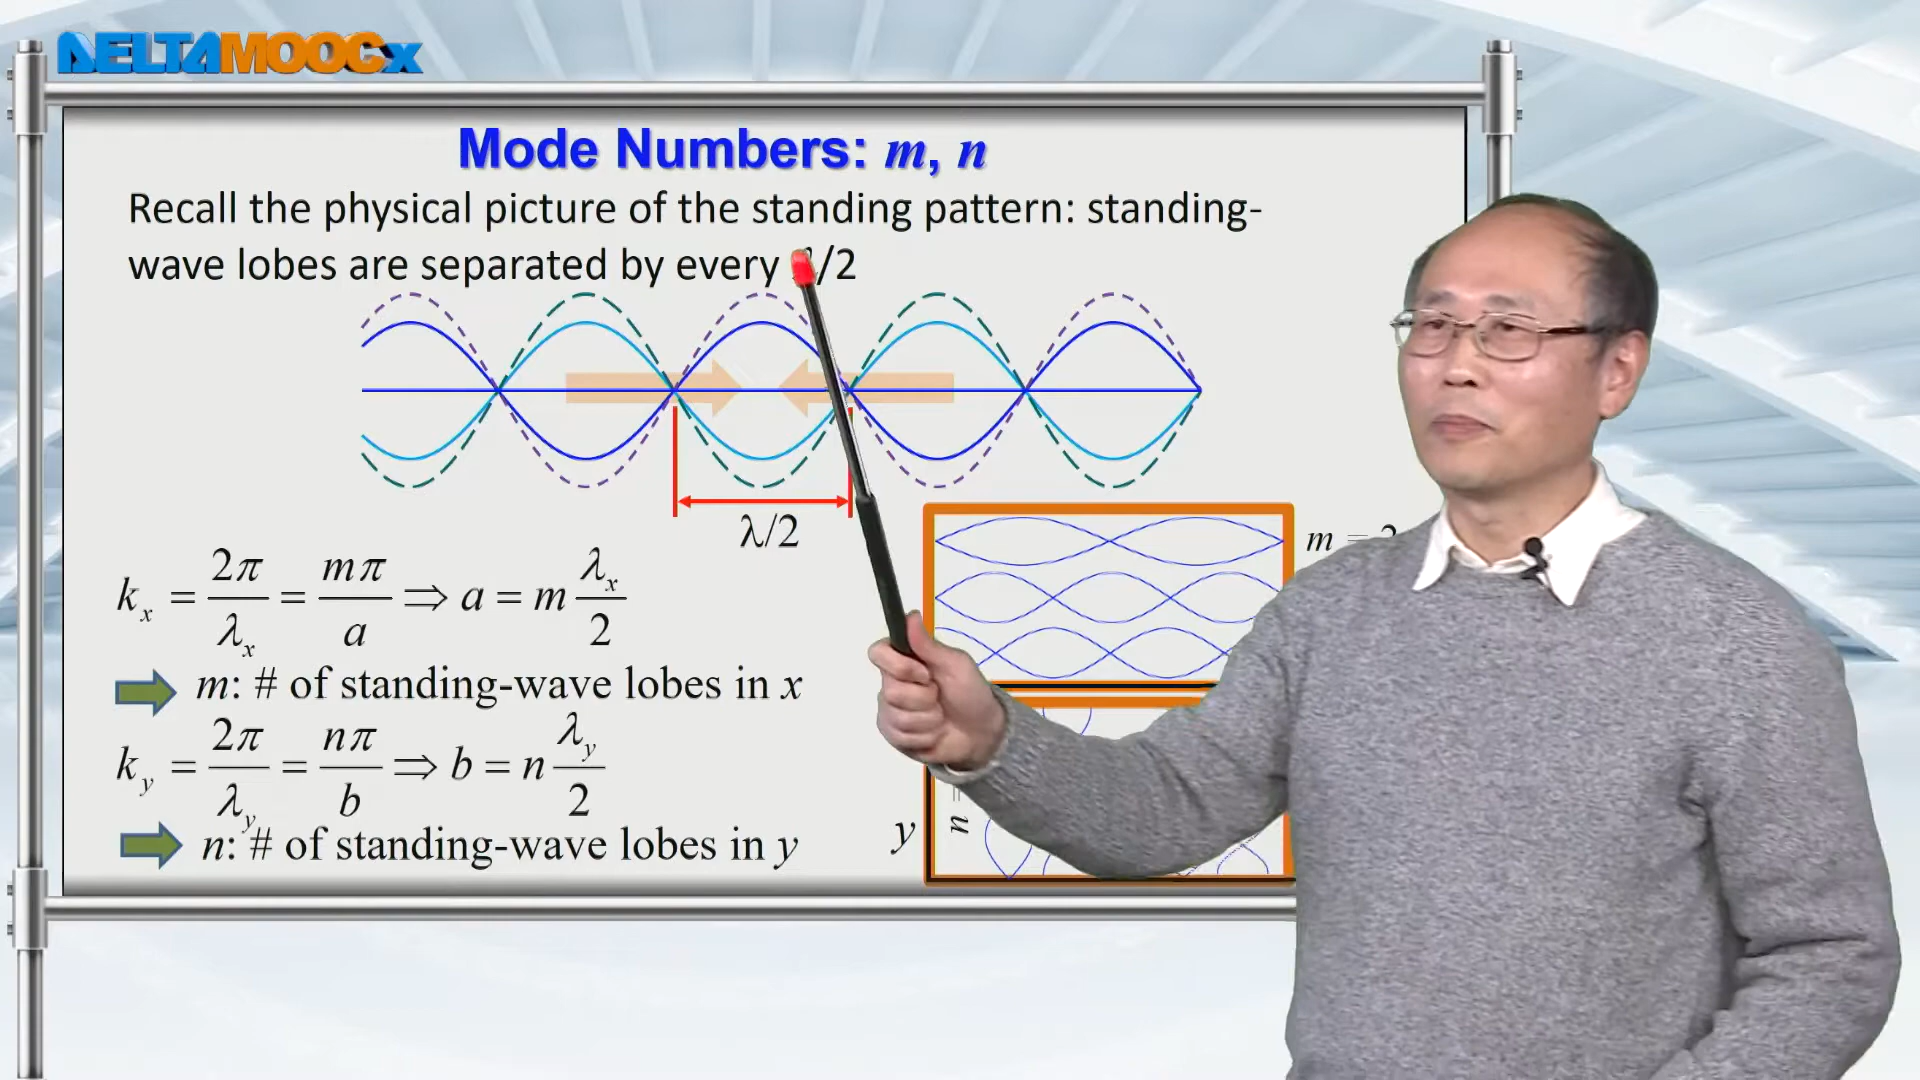 DELTAMOOCx
Mode Numbers: m, n
Recall the physical picture of the standing pattern: standing-
wave lobes are separated by every λ/2
λ/2
m = 2
k_x = 2π/λ_x = mπ/a ⇒ a = m λ_x/2
m: # of standing-wave lobes in x
k_y = 2π/λ_y = nπ/b ⇒ b = n λ_y/2
n: # of standing-wave lobes in y
y
n =